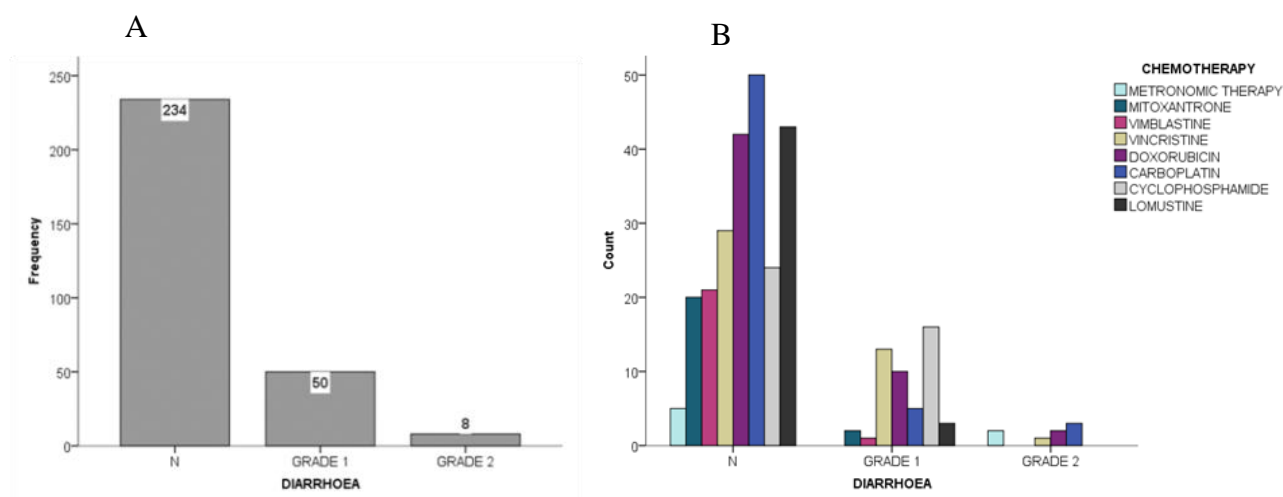 A
250
200
150
100
50
0
Frequency
234
50
8
N
GRADE 1
GRADE 2
DIARRHOEA
B
50
40
30
20
10
0
Count
N
GRADE 1
GRADE 2
DIARRHOEA
CHEMOTHERAPY
METRONOMIC THERAPY
MITOXANTRONE
VIMBLASTINE
VINCRISTINE
DOXORUBICIN
CARBOPLATIN
CYCLOPHOSPHAMIDE
LOMUSTINE